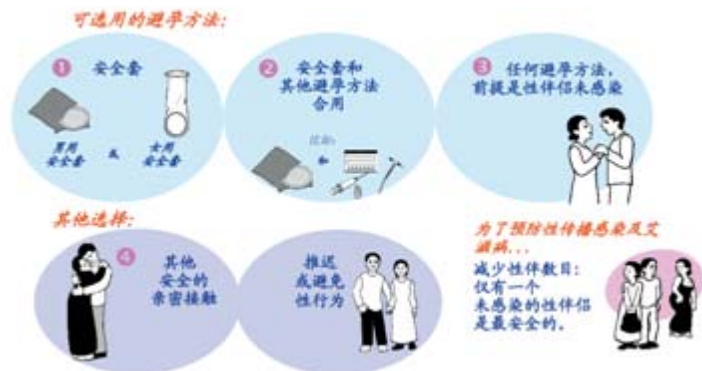 可选用的避孕方法:
1 安全套
男用
安全套
或
女用
安全套
2 安全套和
其他避孕方法
合用
比如:
和
3 任何避孕方法,
前提是性伴侣未感染
其他选择:
4 其他
安全的
亲密接触
推迟
或避免
性行为
为了预防性传播感染及艾
滋病...
减少性伴数目:
仅有一个
未感染的性伴侣
是最安全的。